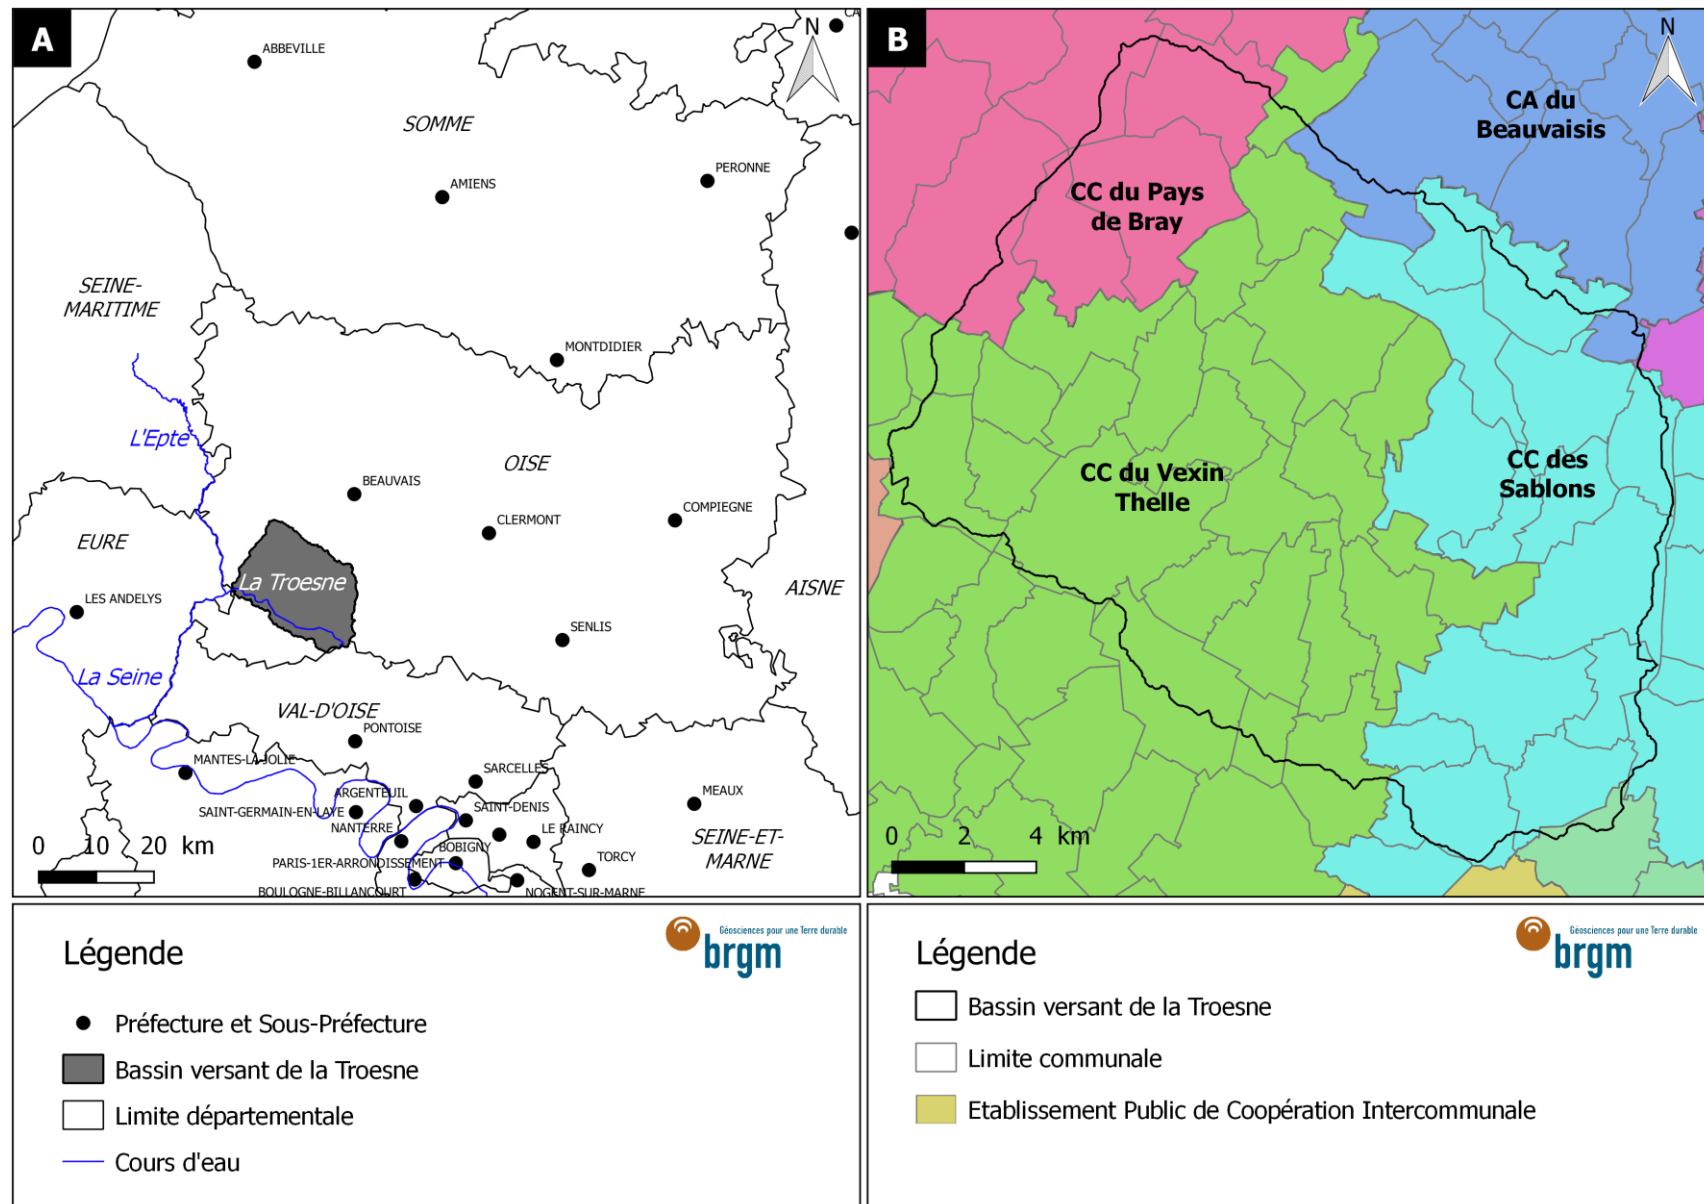 A
N
ABBEVILLE
SOMME
AMIENS
PERONNE
SEINE-
MARITIME
MONTDIDIER
L'Epte
OISE
BEAUVAIS
CLERMONT
COMPIEGNE
EURE
La Troesne
LES ANDELYS
AISNE
SENLIS
La Seine
VAL-D'OISE
PONTOISE
MANTES-LA-JOLIE
SARCELLES
ARGENTEUIL
SAINT-GERMAIN-EN-LAYE
SAINT-DENIS
MEAUX
NANTERRE
LE RAINCY
BOBIGNY
SEINE-ET-
MARNE
PARIS-1ER-ARRONDISSEMENT
TORCY
BOULOGNE-BILLANCOURT
NOGENT-SUR-MARNE
0 10 20 km
Légende
Géosciences pour une Terre durable
brgm
Préfecture et Sous-Préfecture
Bassin versant de la Troesne
Limite départementale
Cours d'eau
B
N
CA du
Beauvaisis
CC du Pays
de Bray
CC du Vexin
Thelle
CC des
Sablons
0 2 4 km
Légende
Géosciences pour une Terre durable
brgm
Bassin versant de la Troesne
Limite communale
Etablissement Public de Coopération Intercommunale